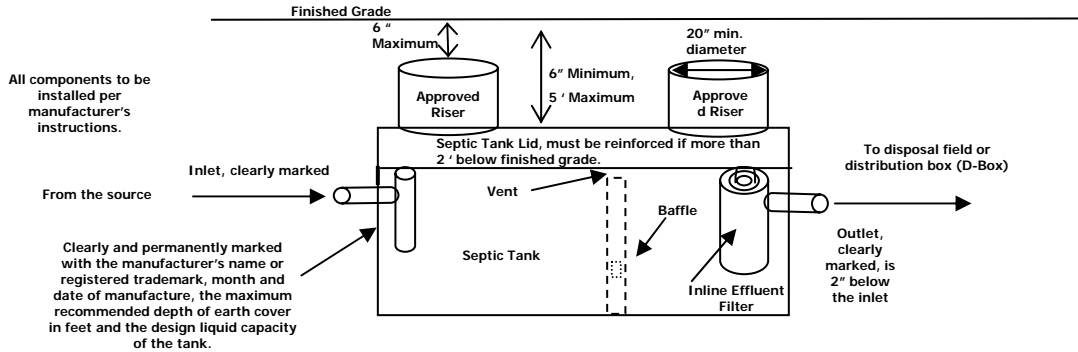 Finished Grade
6 "
Maximum
20" min.
diameter
6" Minimum,
5 ' Maximum
All components to be
installed per
manufacturer's
instructions.
Approved
Riser
Approve
d Riser
Septic Tank Lid, must be reinforced if more than
2 ' below finished grade.
To disposal field or
distribution box (D-Box)
Inlet, clearly marked
From the source
Vent
Baffle
Septic Tank
Clearly and permanently marked
with the manufacturer's name or
registered trademark, month and
date of manufacture, the maximum
recommended depth of earth cover
in feet and the design liquid capacity
of the tank.
Inline Effluent
Filter
Outlet,
clearly
marked, is
2" below
the inlet